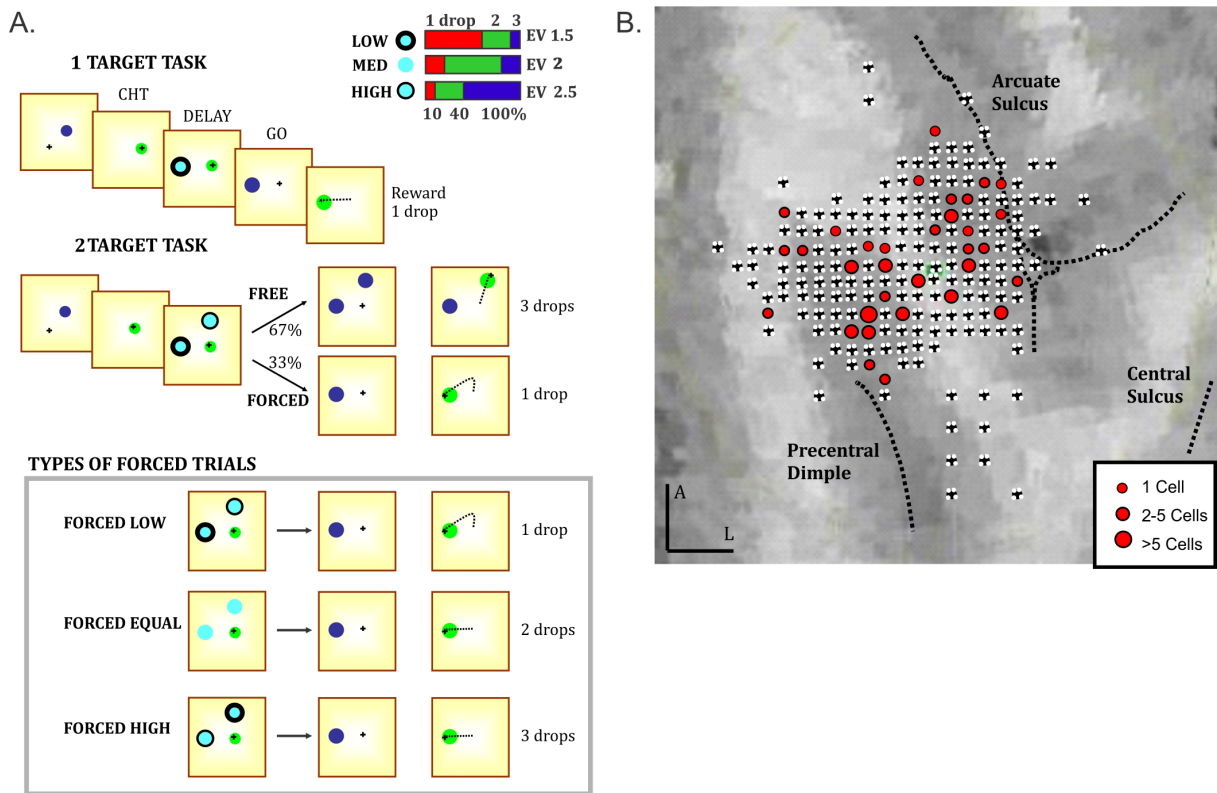 A.
1 drop 2 3
LOW EV 1.5
MED EV 2
HIGH EV 2.5
10 40 100%
1 TARGET TASK
CHT
DELAY
GO
Reward
1 drop
2 TARGET TASK
FREE
67%
3 drops
33%
FORCED
1 drop
TYPES OF FORCED TRIALS
FORCED LOW
1 drop
FORCED EQUAL
2 drops
FORCED HIGH
3 drops
B.
Arcuate
Sulcus
Central
Sulcus
Precentral
Dimple
A
L
1 Cell
2-5 Cells
>5 Cells